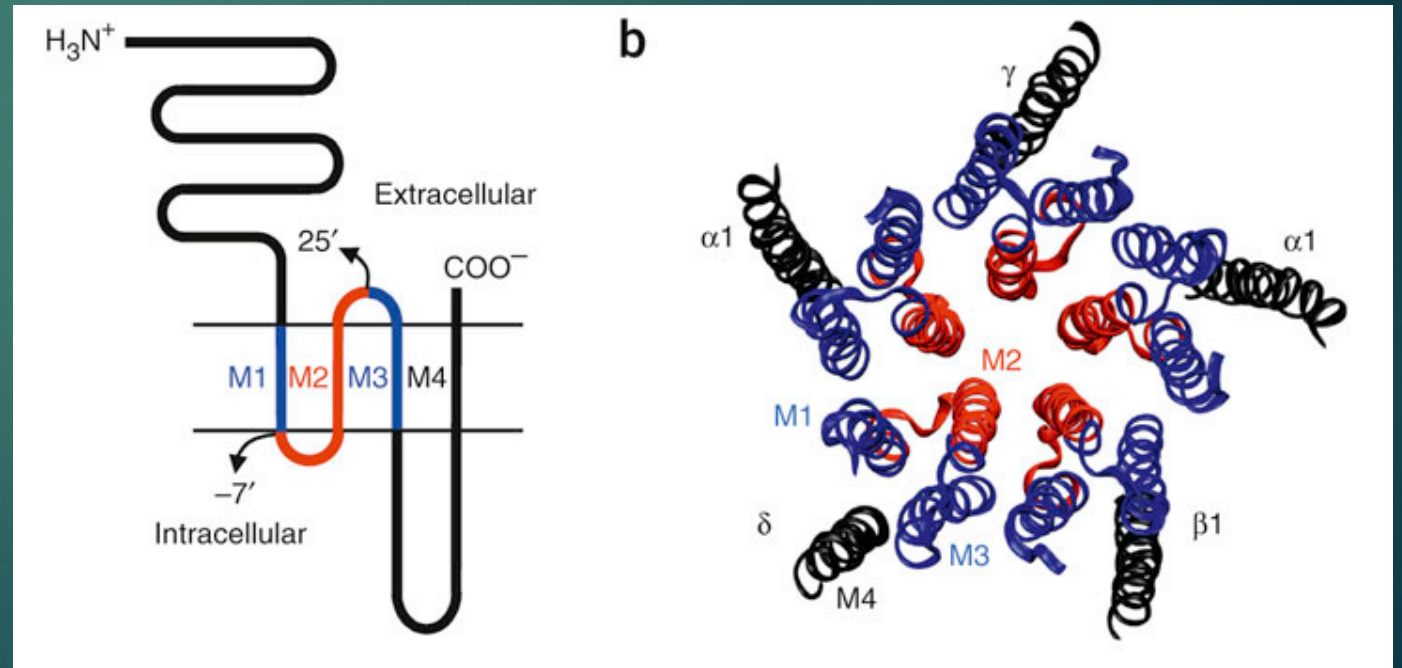 H₃N⁺
Extracellular
25′
COO⁻
M1 M2 M3 M4
−7′
Intracellular
b
γ
α1
α1
M2
M1
δ
β1
M3
M4